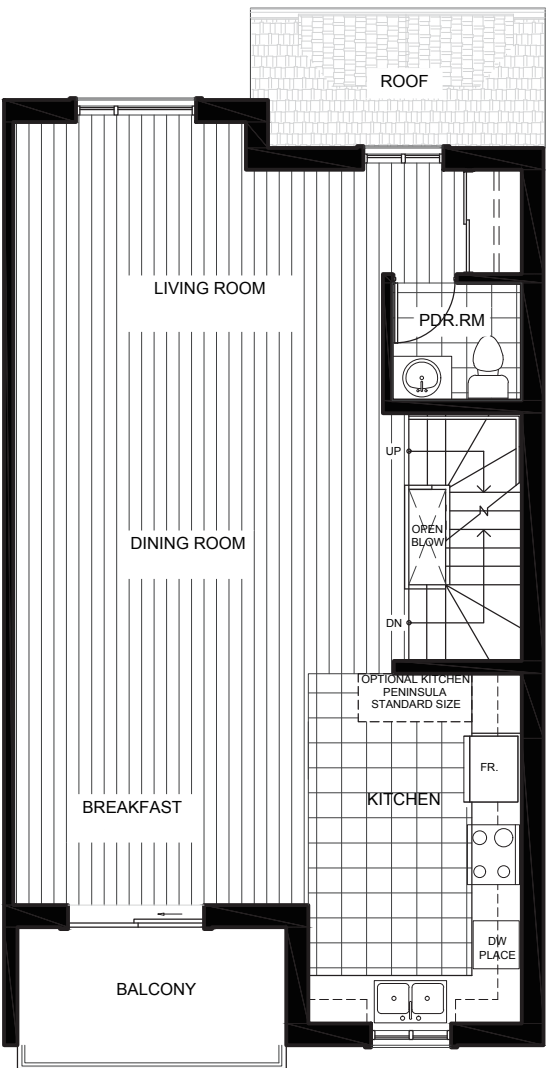 ROOF
LIVING ROOM
PDR.RM
UP
N
OPEN
BLOW
DINING ROOM
DN
OPTIONAL KITCHEN
PENINSULA
STANDARD SIZE
FR.
BREAKFAST
KITCHEN
DW
PLACE
BALCONY